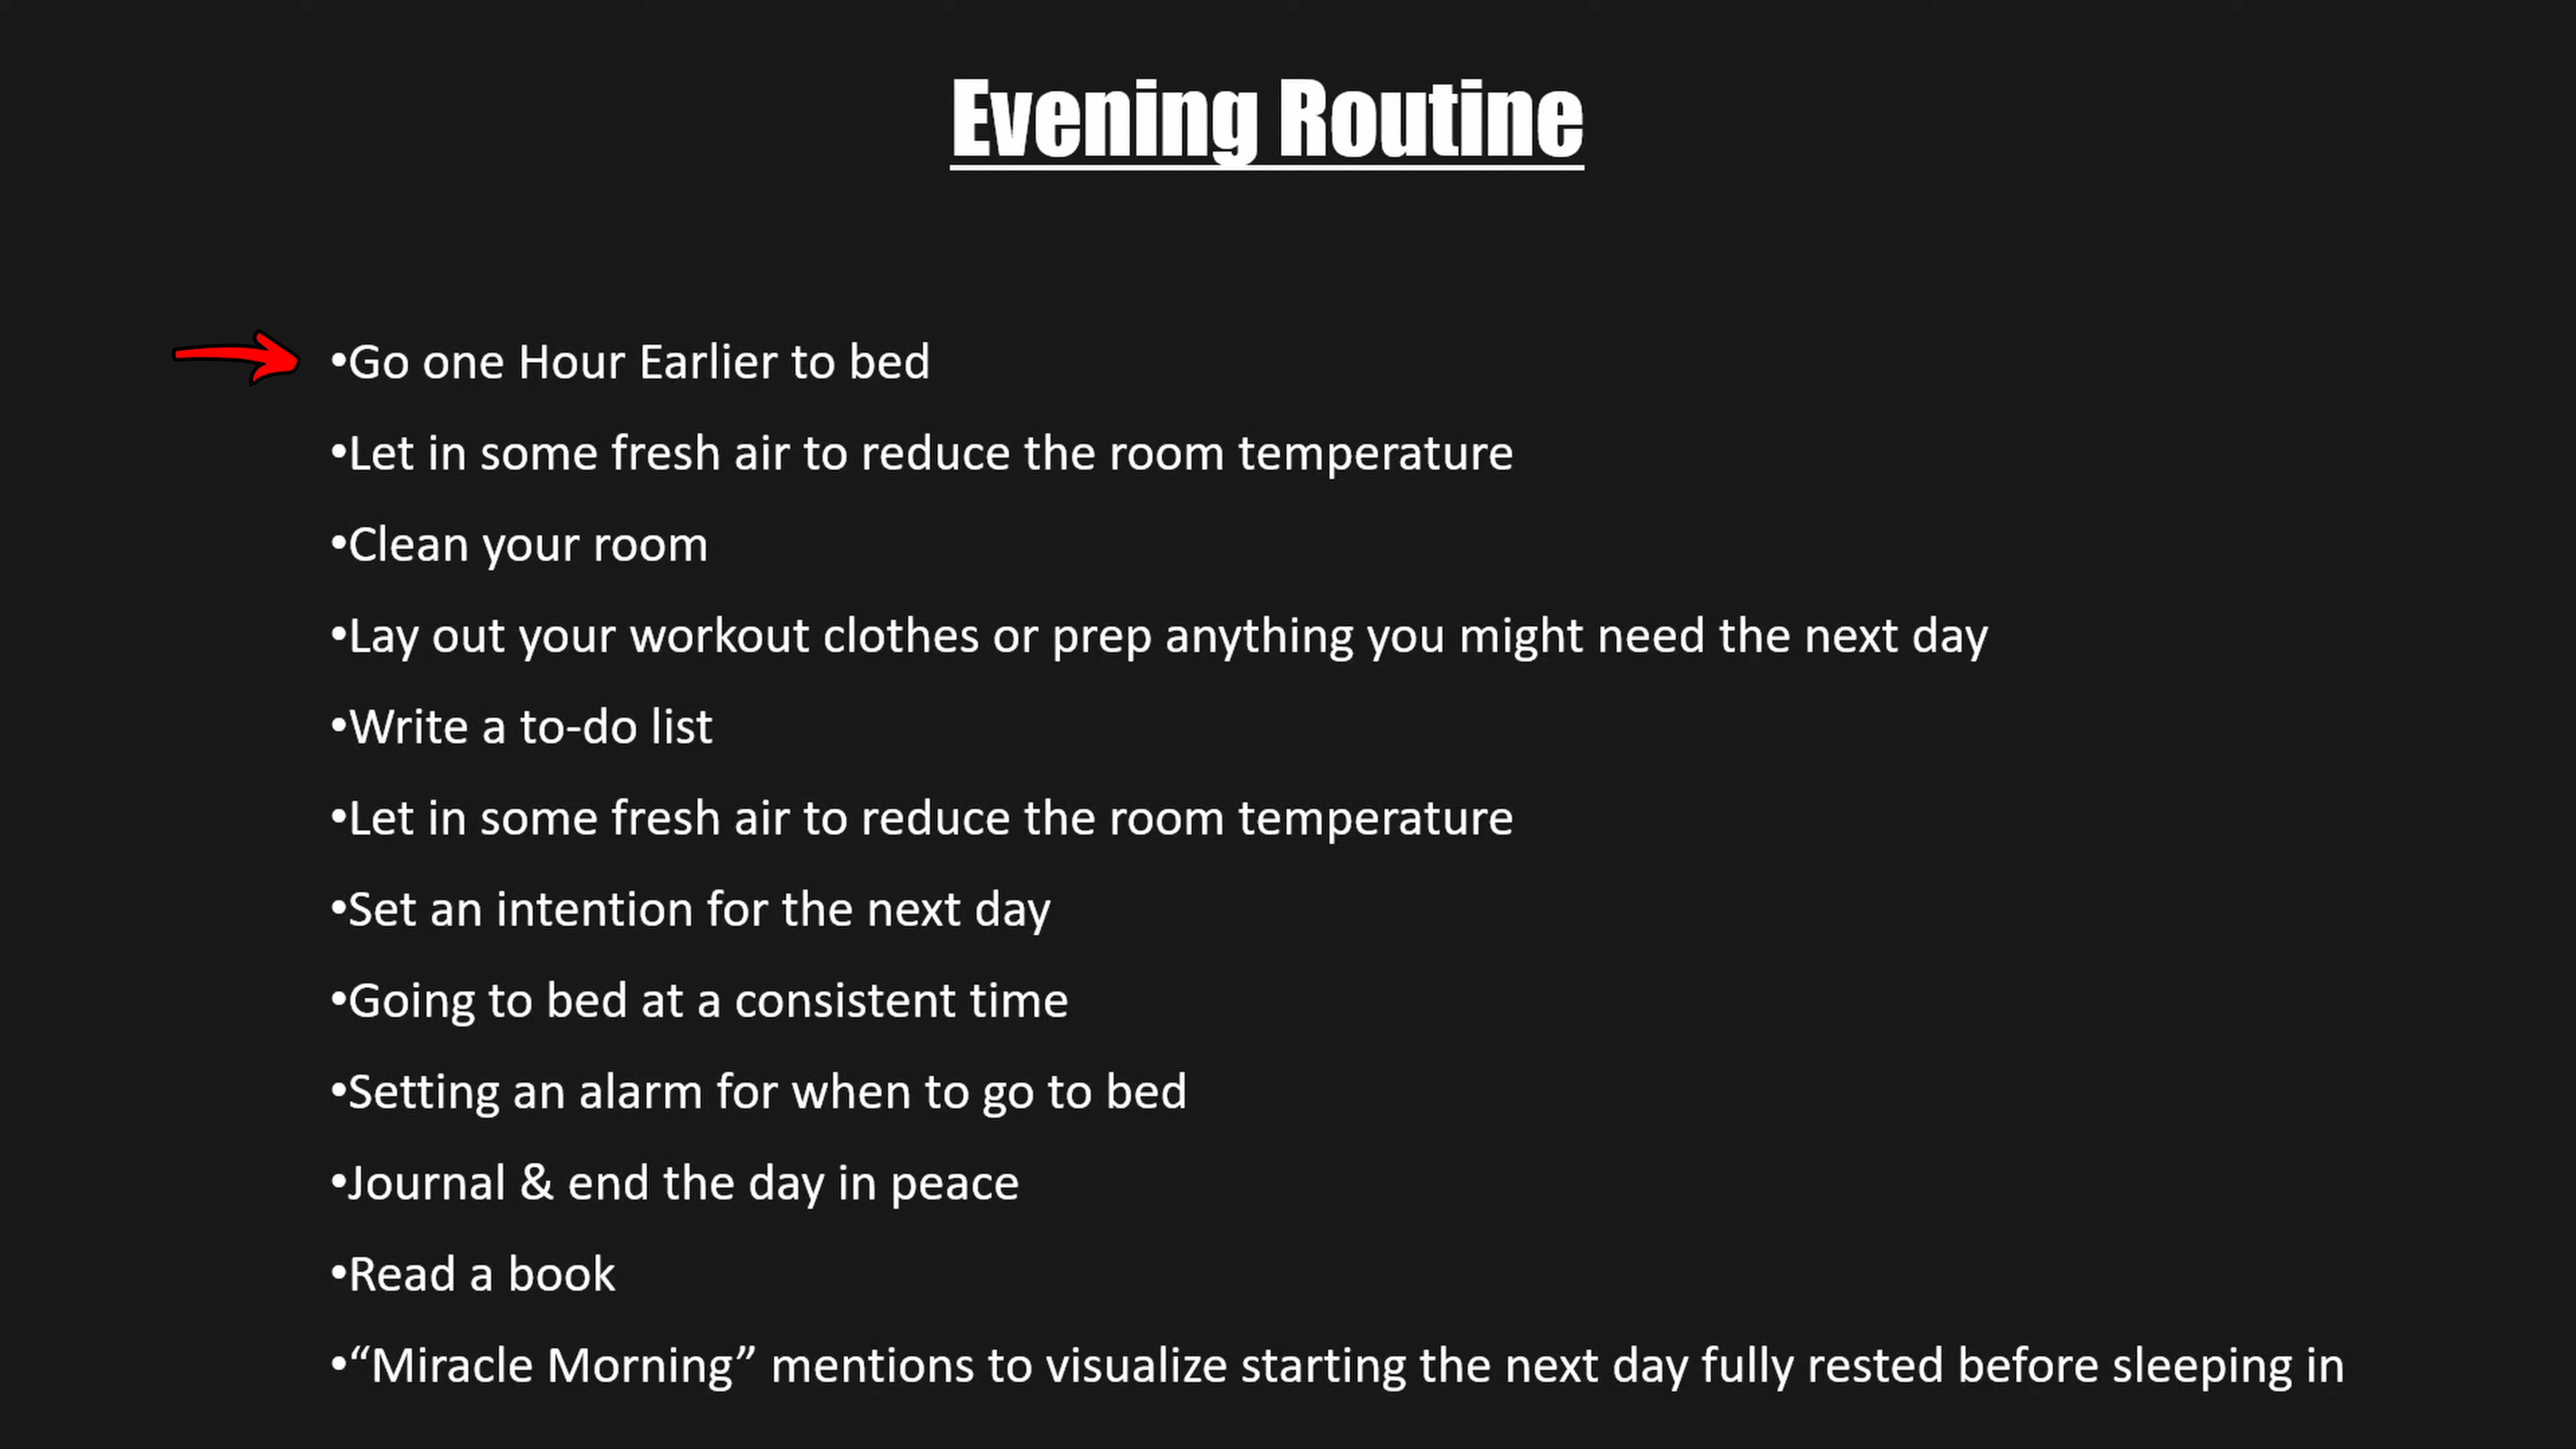 Evening Routine
•Go one Hour Earlier to bed
•Let in some fresh air to reduce the room temperature
•Clean your room
•Lay out your workout clothes or prep anything you might need the next day
•Write a to-do list
•Let in some fresh air to reduce the room temperature
•Set an intention for the next day
•Going to bed at a consistent time
•Setting an alarm for when to go to bed
•Journal & end the day in peace
•Read a book
•“Miracle Morning” mentions to visualize starting the next day fully rested before sleeping in